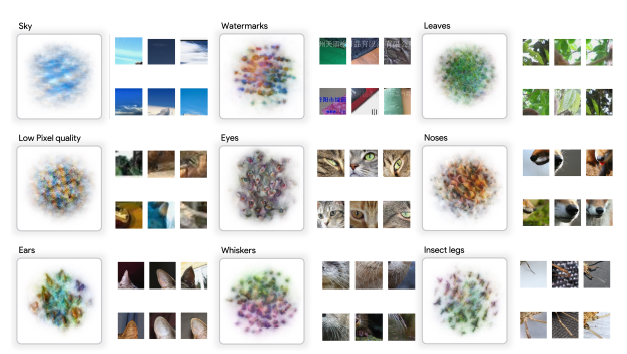 Sky
Watermarks
Leaves
Low Pixel quality
Eyes
Noses
Ears
Whiskers
Insect legs